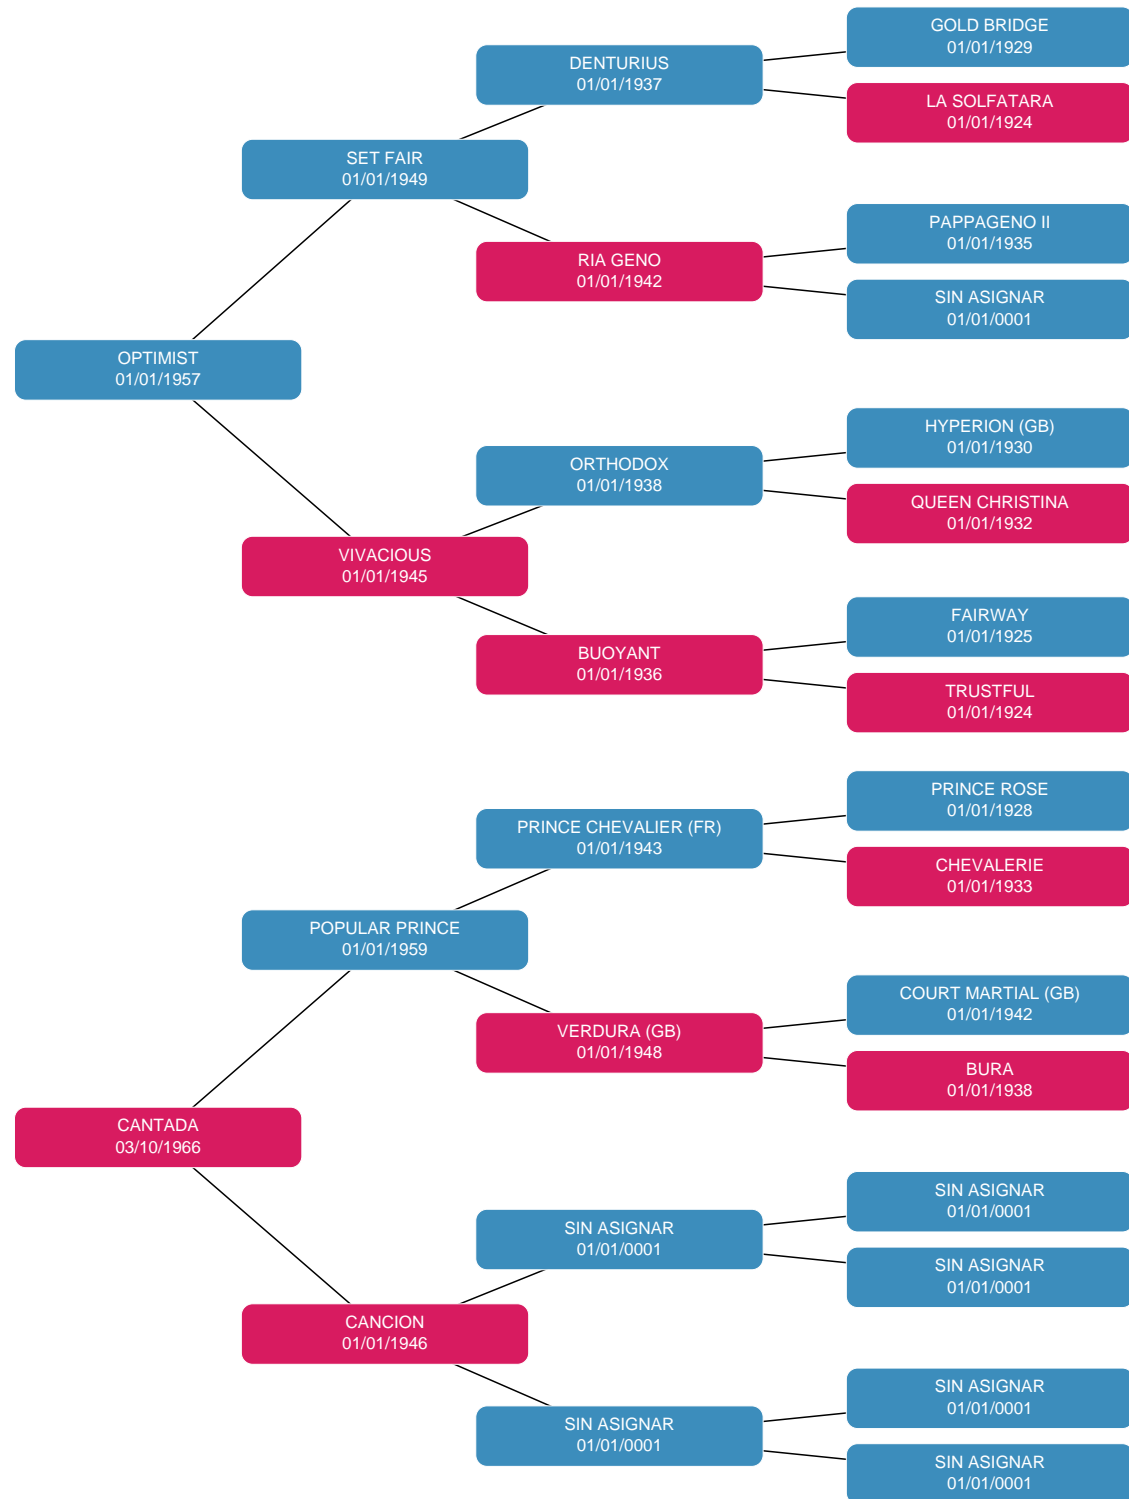 GOLD BRIDGE
01/01/1929
DENTURIUS
01/01/1937
LA SOLFATARA
01/01/1924
SET FAIR
01/01/1949
PAPPAGENO II
01/01/1935
RIA GENO
01/01/1942
SIN ASIGNAR
01/01/0001
OPTIMIST
01/01/1957
HYPERION (GB)
01/01/1930
ORTHODOX
01/01/1938
QUEEN CHRISTINA
01/01/1932
VIVACIOUS
01/01/1945
FAIRWAY
01/01/1925
BUOYANT
01/01/1936
TRUSTFUL
01/01/1924
PRINCE ROSE
01/01/1928
PRINCE CHEVALIER (FR)
01/01/1943
CHEVALERIE
01/01/1933
POPULAR PRINCE
01/01/1959
COURT MARTIAL (GB)
01/01/1942
VERDURA (GB)
01/01/1948
BURA
01/01/1938
CANTADA
03/10/1966
SIN ASIGNAR
01/01/0001
SIN ASIGNAR
01/01/0001
SIN ASIGNAR
01/01/0001
CANCION
01/01/1946
SIN ASIGNAR
01/01/0001
SIN ASIGNAR
01/01/0001
SIN ASIGNAR
01/01/0001